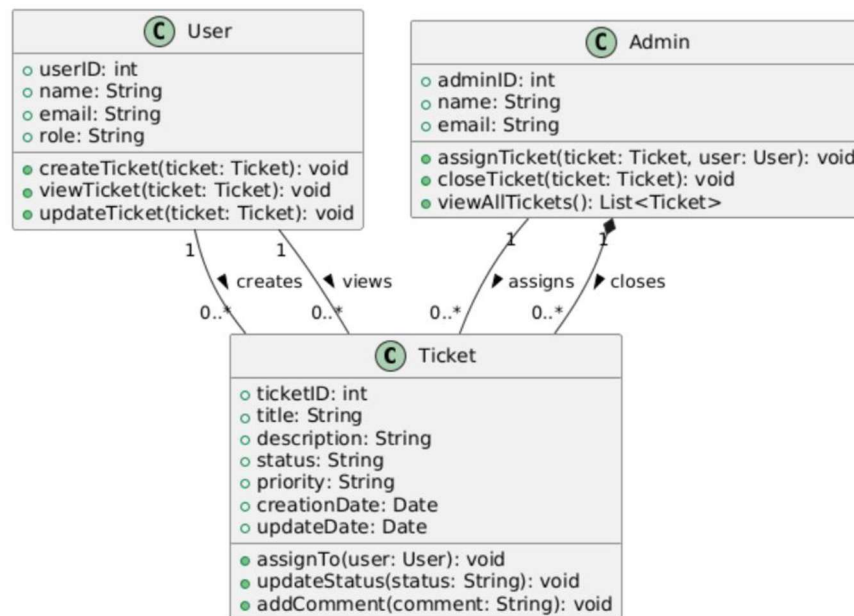 C User
userID: int
name: String
email: String
role: String
createTicket(ticket: Ticket): void
viewTicket(ticket: Ticket): void
updateTicket(ticket: Ticket): void
C Admin
adminID: int
name: String
email: String
assignTicket(ticket: Ticket, user: User): void
closeTicket(ticket: Ticket): void
viewAllTickets(): List<Ticket>
1
creates
0..*
1
views
0..*
1
assigns
0..*
1
closes
0..*
C Ticket
ticketID: int
title: String
description: String
status: String
priority: String
creationDate: Date
updateDate: Date
assignTo(user: User): void
updateStatus(status: String): void
addComment(comment: String): void